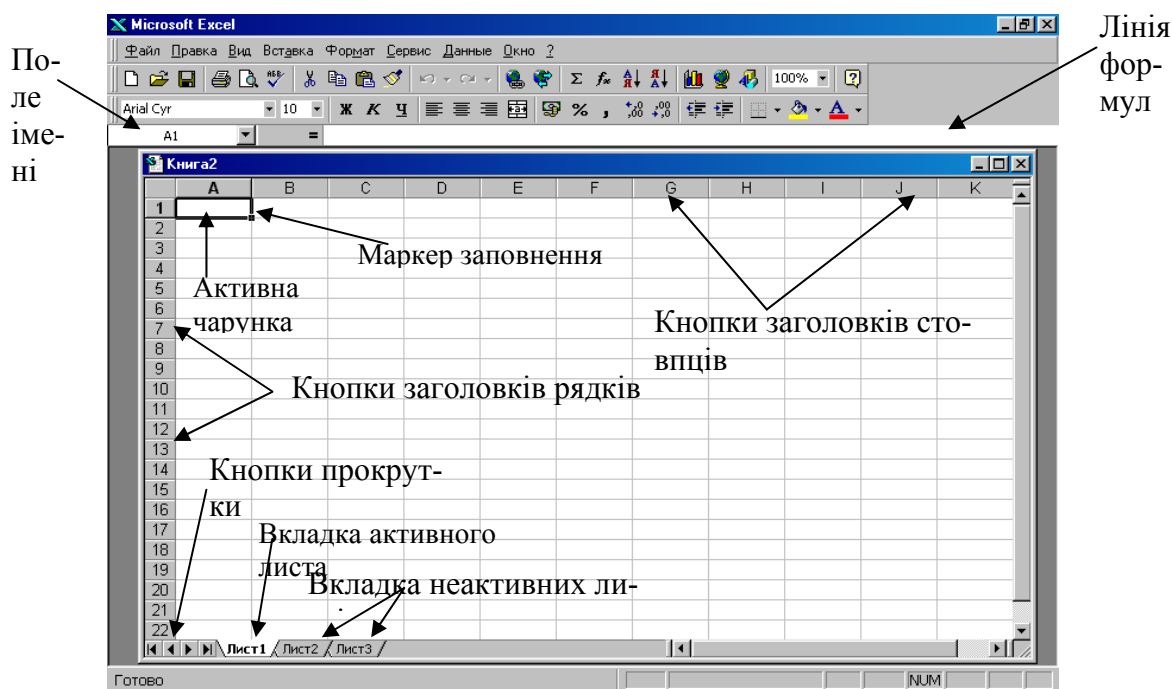 Microsoft Excel
Файл Правка Вид Вставка Формат Сервис Данные Окно ?
100%
Arial Cyr 10 Ж К Ч
A1 =
По-
ле
іме-
ні
Лінія
фор-
мул
Книга2
A B C D E F G H I J K
1
2
3
Маркер заповнення
4
5
Активна
6
чарунка
7
Кнопки заголовків сто-
впців
8
9
10
Кнопки заголовків рядків
11
12
13
14
Кнопки прокрут-
ки
15
16
17
Вкладка активного
листа
18
19
20
Вкладка неактивних ли-
21
22
Лист1 Лист2 Лист3
Готово NUM